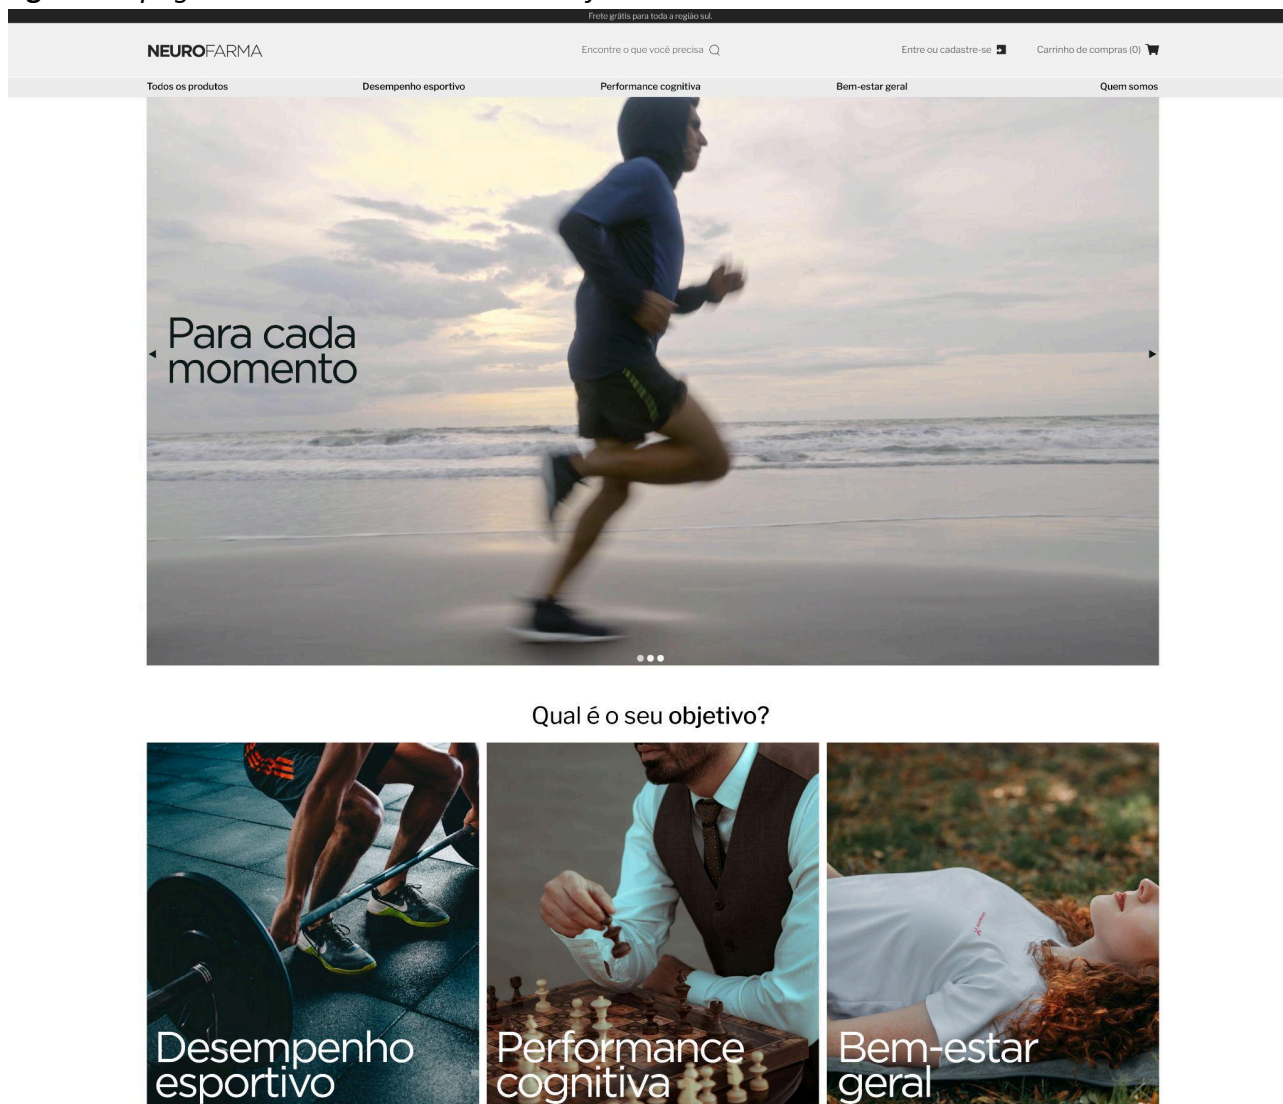 Frete grátis para toda a região sul.
NEUROFARMA
Encontre o que você precisa
Entre ou cadastre-se
Carrinho de compras (0)
Todos os produtos
Desempenho esportivo
Performance cognitiva
Bem-estar geral
Quem somos
Para cada
momento
Qual é o seu objetivo?
Desempenho
esportivo
Performance
cognitiva
Bem-estar
geral